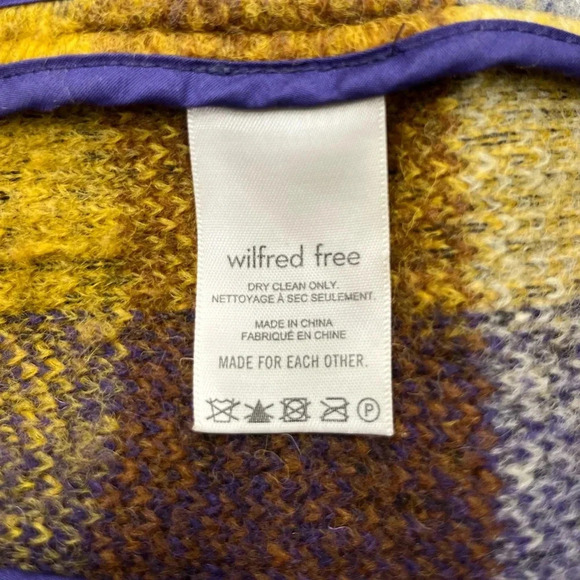 wilfred free
DRY CLEAN ONLY.
NETTOYAGE À SEC SEULEMENT.
MADE IN CHINA
FABRIQUÉ EN CHINE
MADE FOR EACH OTHER.
P